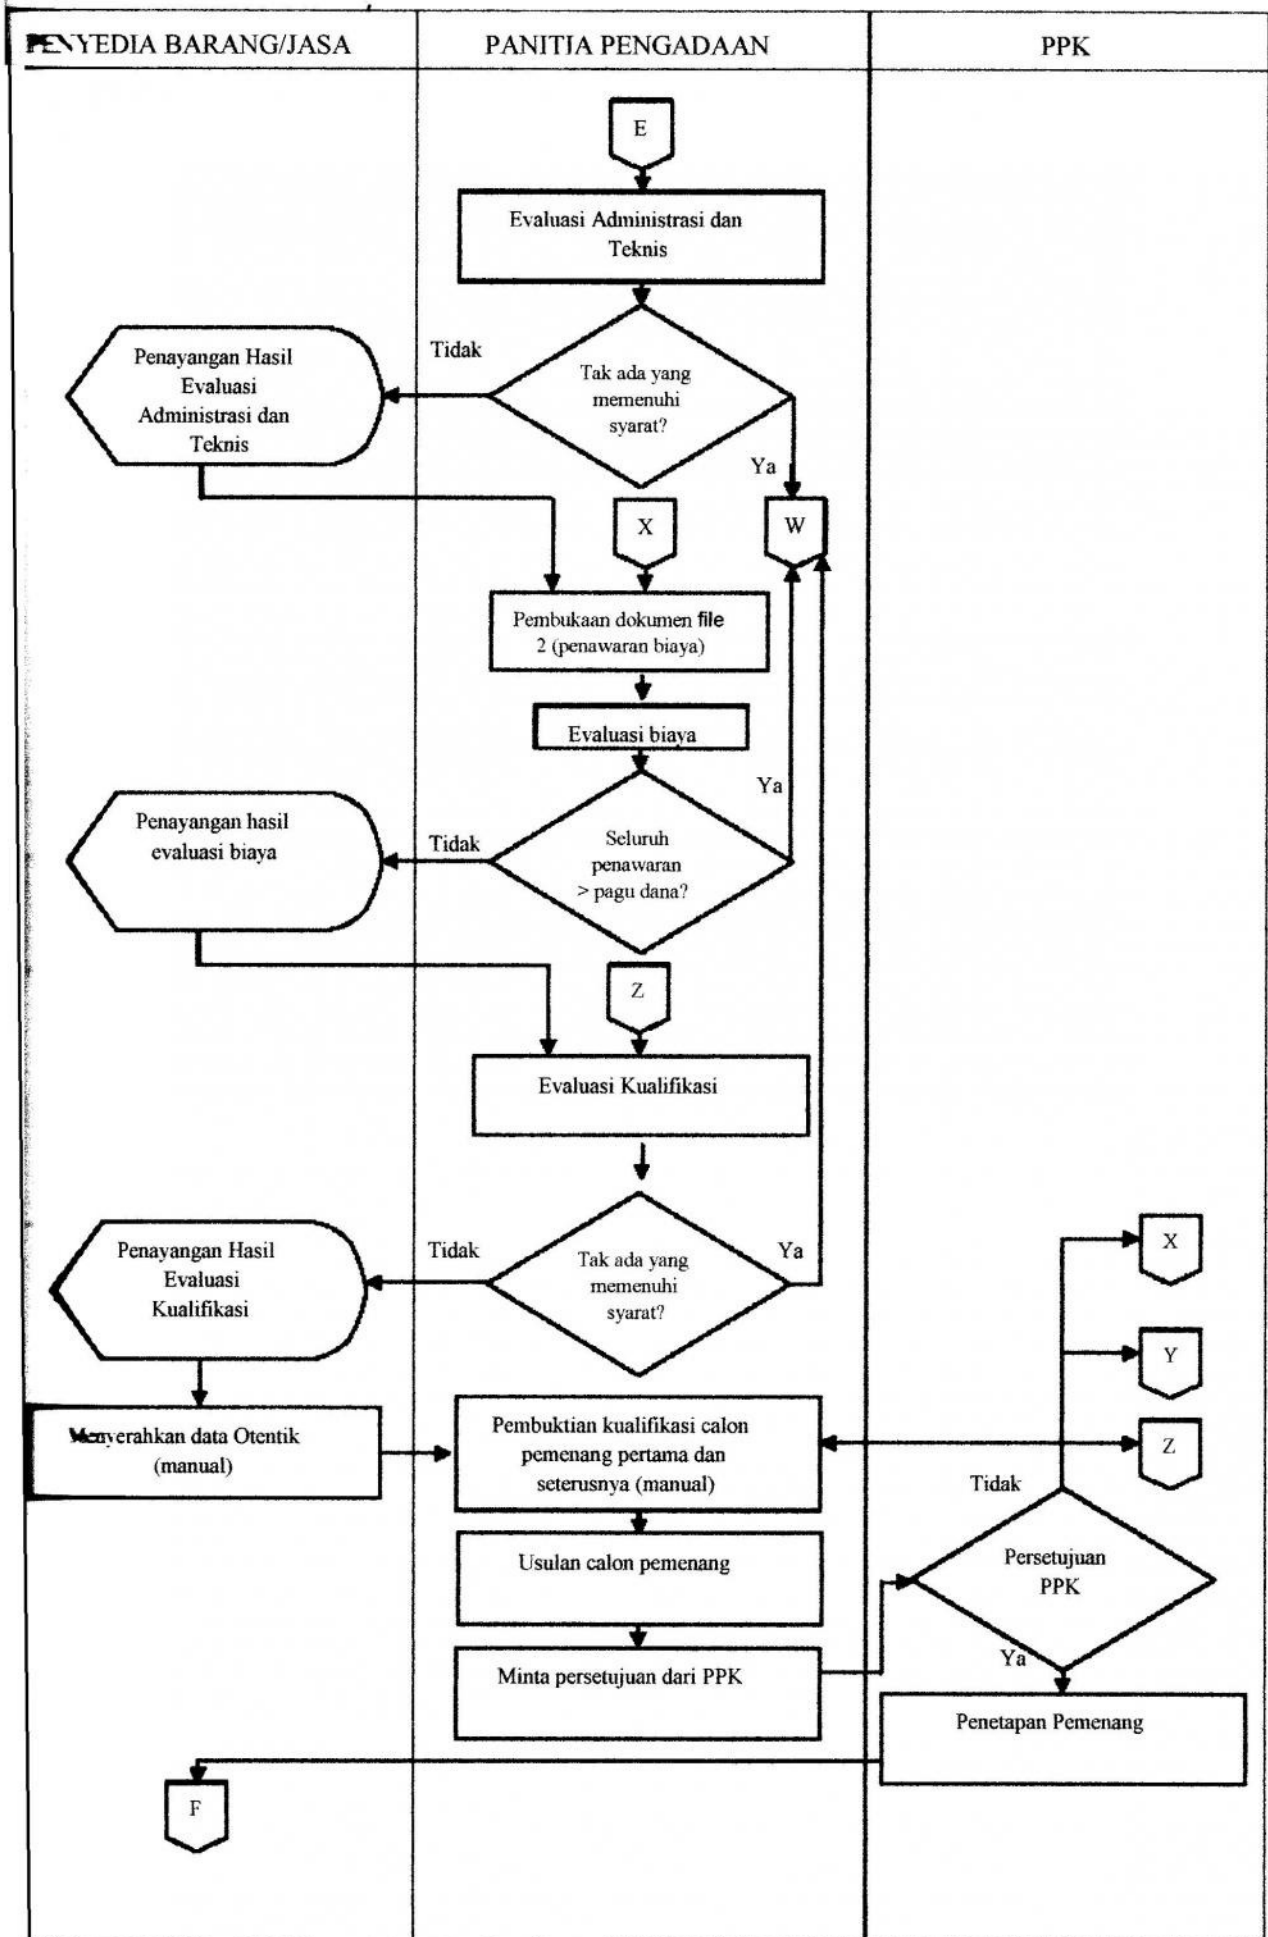 PENYEDIA BARANG/JASA
PANITIA PENGADAAN
PPK
E
Evaluasi Administrasi dan
Teknis
Tidak
Penayangan Hasil
Evaluasi
Administrasi dan
Teknis
Tak ada yang
memenuhi
syarat?
Ya
X
W
Pembukaan dokumen file
2 (penawaran biaya)
Evaluasi biaya
Ya
Penayangan hasil
evaluasi biaya
Tidak
Seluruh
penawaran
> pagu dana?
Z
Evaluasi Kualifikasi
Penayangan Hasil
Evaluasi
Kualifikasi
Tidak
Tak ada yang
memenuhi
syarat?
Ya
X
Y
Menyerahkan data Otentik
(manual)
Pembuktian kualifikasi calon
pemenang pertama dan
seterusnya (manual)
Z
Tidak
Usulan calon pemenang
Persetujuan
PPK
Ya
Minta persetujuan dari PPK
Penetapan Pemenang
F